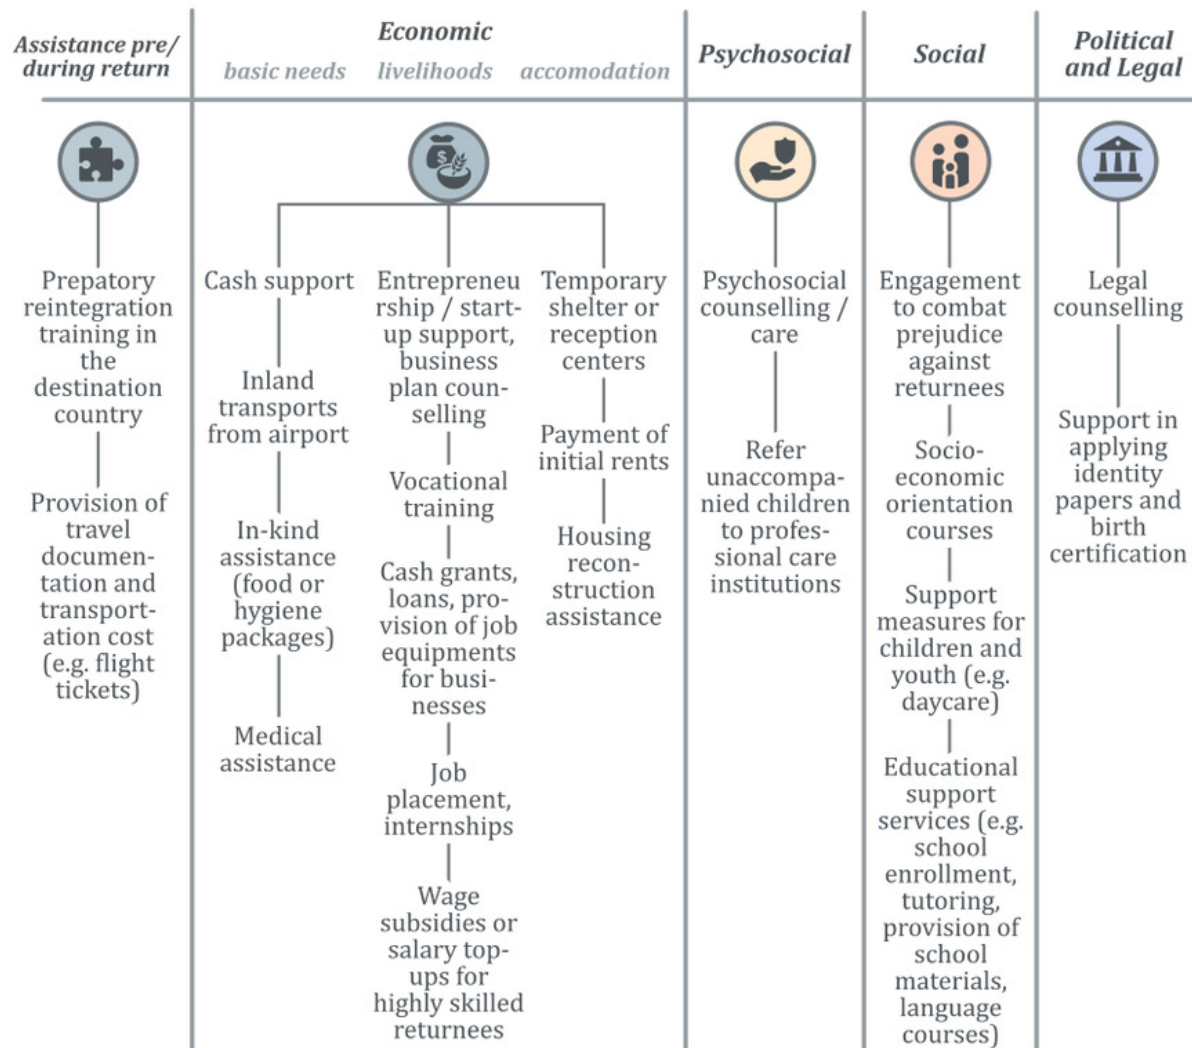 Assistance pre/
during return
Economic
basic needs
livelihoods
accomodation
Psychosocial
Social
Political
and Legal
$
Prepatory
reintegration
training in
the
destination
country
Provision of
travel
documen-
tation and
transport-
ation cost
(e.g. flight
tickets)
Cash support
Inland
transports
from airport
In-kind
assistance
(food or
hygiene
packages)
Medical
assistance
Entrepreneu
rship / start-
up support,
business
plan coun-
selling
Vocational
training
Cash grants,
loans, pro-
vision of job
equipments
for busi-
nesses
Job
placement,
internships
Wage
subsidies or
salary top-
ups for
highly skilled
returnees
Temporary
shelter or
reception
centers
Payment of
initial rents
Housing
recon-
struction
assistance
Psychosocial
counselling /
care
Refer
unaccompa-
nied children
to profes-
sional care
institutions
Engagement
to combat
prejudice
against
returnees
Socio-
economic
orientation
courses
Support
measures for
children and
youth (e.g.
daycare)
Educational
support
services (e.g.
school
enrollment,
tutoring,
provision of
school
materials,
language
courses)
Legal
counselling
Support in
applying
identity
papers and
birth
certification